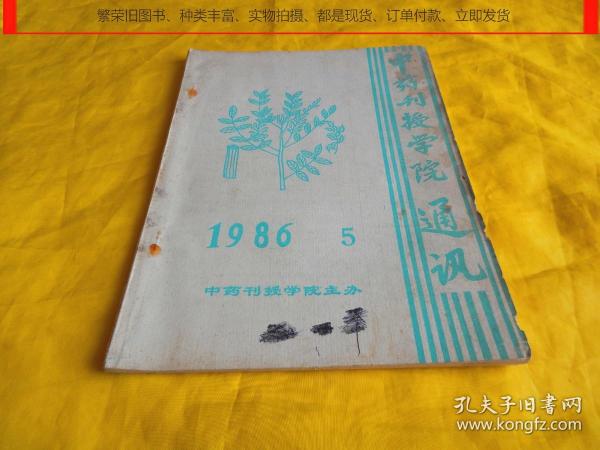 繁荣旧图书、种类丰富、实物拍摄、都是现货、订单付款、立即发货
中药刊授学院通讯
1986 5
中药刊授学院主办
孔夫子旧书网
www.kongfz.com